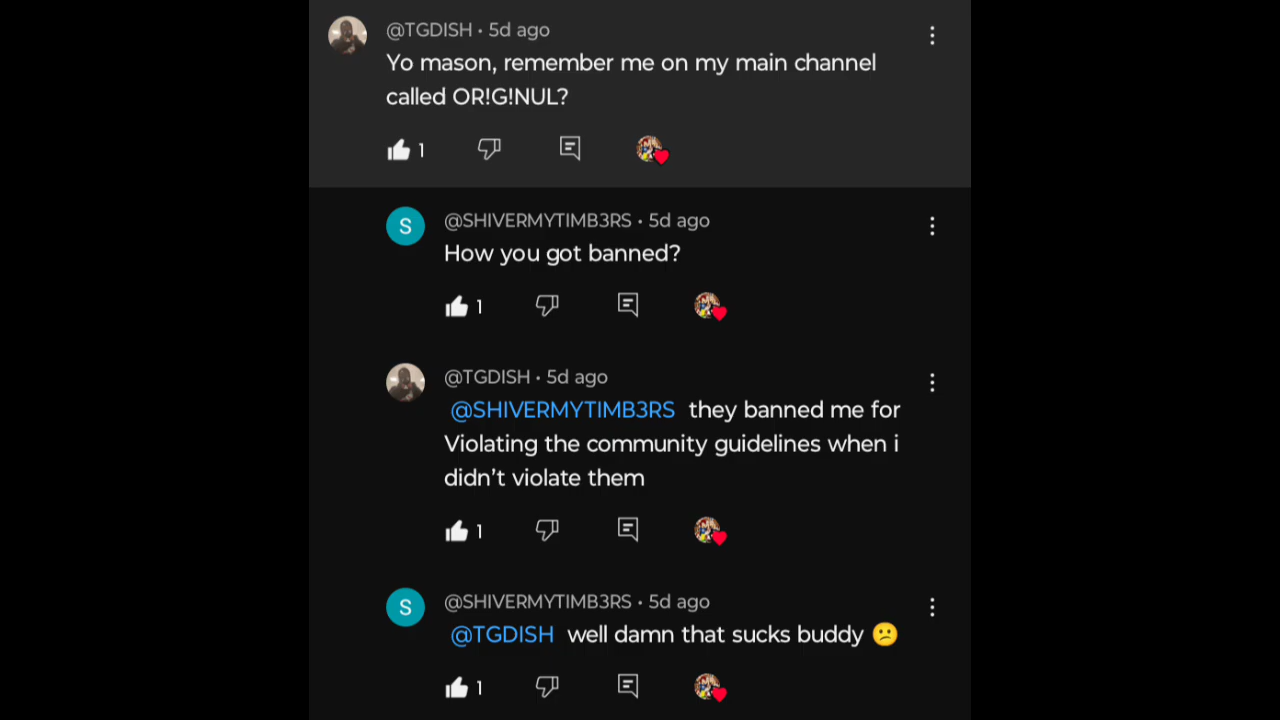 @TGDISH • 5d ago
Yo mason, remember me on my main channel
called OR!G!NUL?
1
S
@SHIVERMYTIMB3RS • 5d ago
How you got banned?
1
@TGDISH • 5d ago
@SHIVERMYTIMB3RS they banned me for
Violating the community guidelines when i
didn't violate them
1
S
@SHIVERMYTIMB3RS • 5d ago
@TGDISH well damn that sucks buddy 😕
1